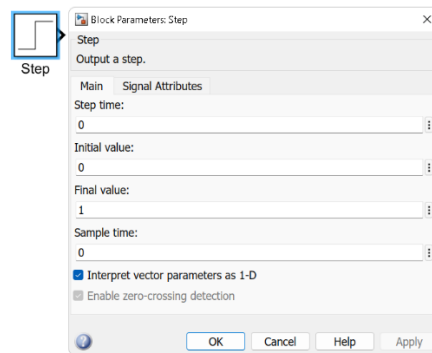 Block Parameters: Step
Step
Output a step.
Step
Main Signal Attributes
Step time:
0
Initial value:
0
Final value:
1
Sample time:
0
Interpret vector parameters as 1-D
Enable zero-crossing detection
OK Cancel Help Apply